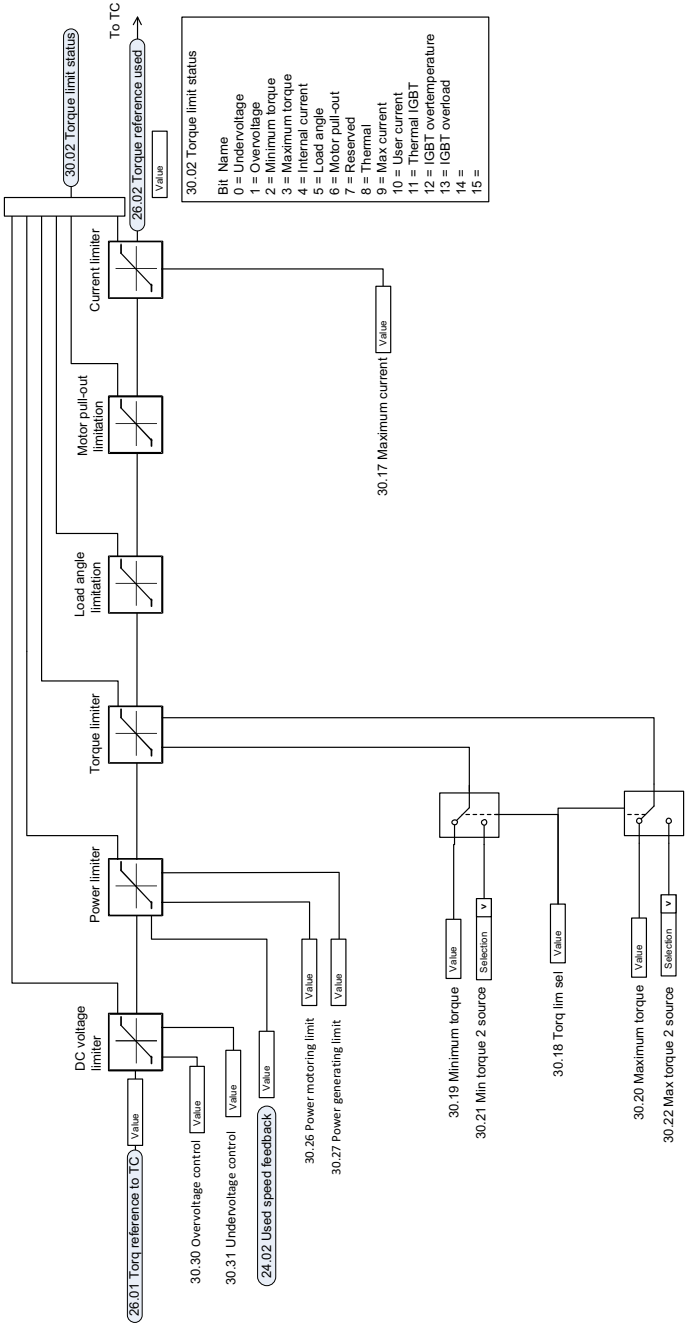 26.01 Torq reference to TC
Value
DC voltage
limiter
Power limiter
Torque limiter
Load angle
limitation
Motor pull-out
limitation
Current limiter
30.02 Torque limit status
26.02 Torque reference used
To TC
Value
30.30 Overvoltage control
Value
30.31 Undervoltage control
Value
24.02 Used speed feedback
Value
30.26 Power motoring limit
Value
30.27 Power generating limit
Value
30.19 Minimum torque
Value
30.21 Min torque 2 source
Selection
v
30.18 Torq lim sel
Value
30.20 Maximum torque
Value
30.22 Max torque 2 source
Selection
v
30.17 Maximum current
Value
30.02 Torque limit status
Bit Name
0 = Undervoltage
1 = Overvoltage
2 = Minimum torque
3 = Maximum torque
4 = Internal current
5 = Load angle
6 = Motor pull-out
7 = Reserved
8 = Thermal
9 = Max current
10 = User current
11 = Thermal IGBT
12 = IGBT overtemperature
13 = IGBT overload
14 =
15 =